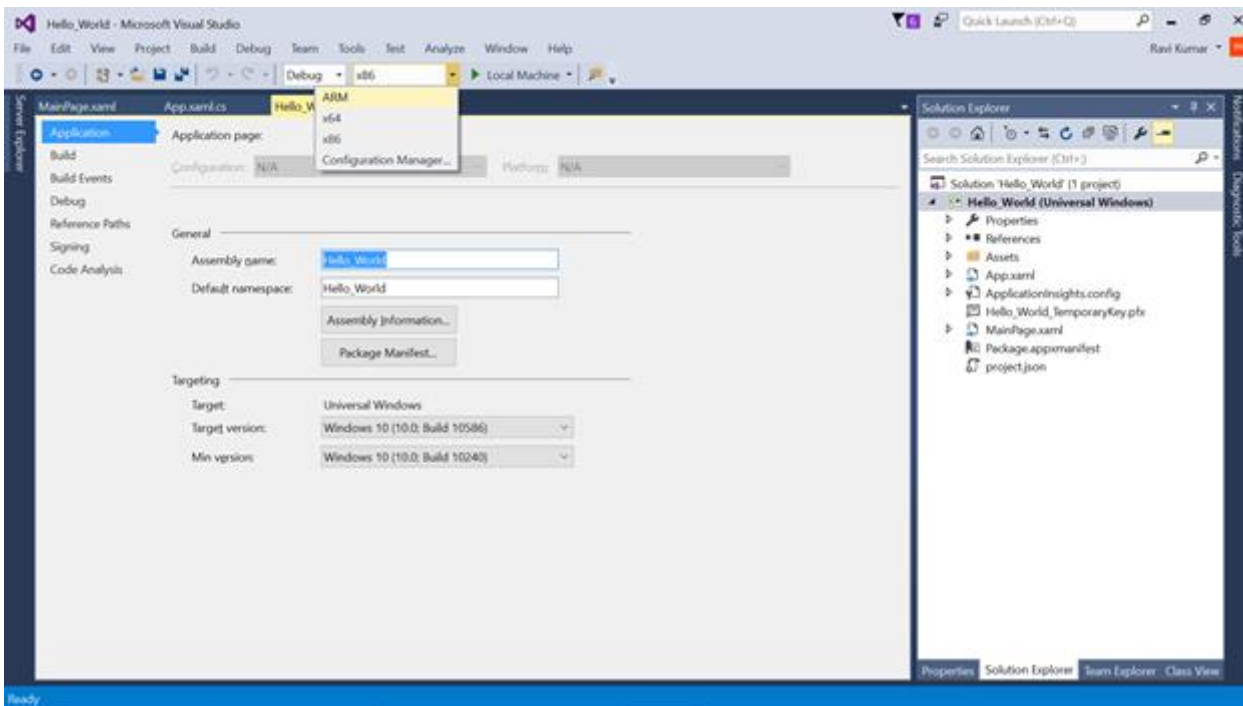 Hello_World - Microsoft Visual Studio
6
Quick Launch (Ctrl+Q)
File Edit View Project Build Debug Team Tools Test Analyze Window Help
Ravi Kumar
Debug x86 Local Machine
ARM
x64
x86
Configuration Manager...
Server Explorer
MainPage.xaml App.xaml.cs Hello_W
Application
Build
Build Events
Debug
Reference Paths
Signing
Code Analysis
Application page:
Configuration: N/A Platform: N/A
General
Assembly name: Hello_World
Default namespace: Hello_World
Assembly Information...
Package Manifest...
Targeting
Target: Universal Windows
Target version: Windows 10 (10.0; Build 10586)
Min version: Windows 10 (10.0; Build 10240)
Solution Explorer
Search Solution Explorer (Ctrl+;)
Solution 'Hello_World' (1 project)
Hello_World (Universal Windows)
Properties
References
Assets
App.xaml
ApplicationInsights.config
Hello_World_TemporaryKey.pfx
MainPage.xaml
Package.appxmanifest
project.json
Properties Solution Explorer Team Explorer Class View
Notifications
Diagnostic Tools
Ready